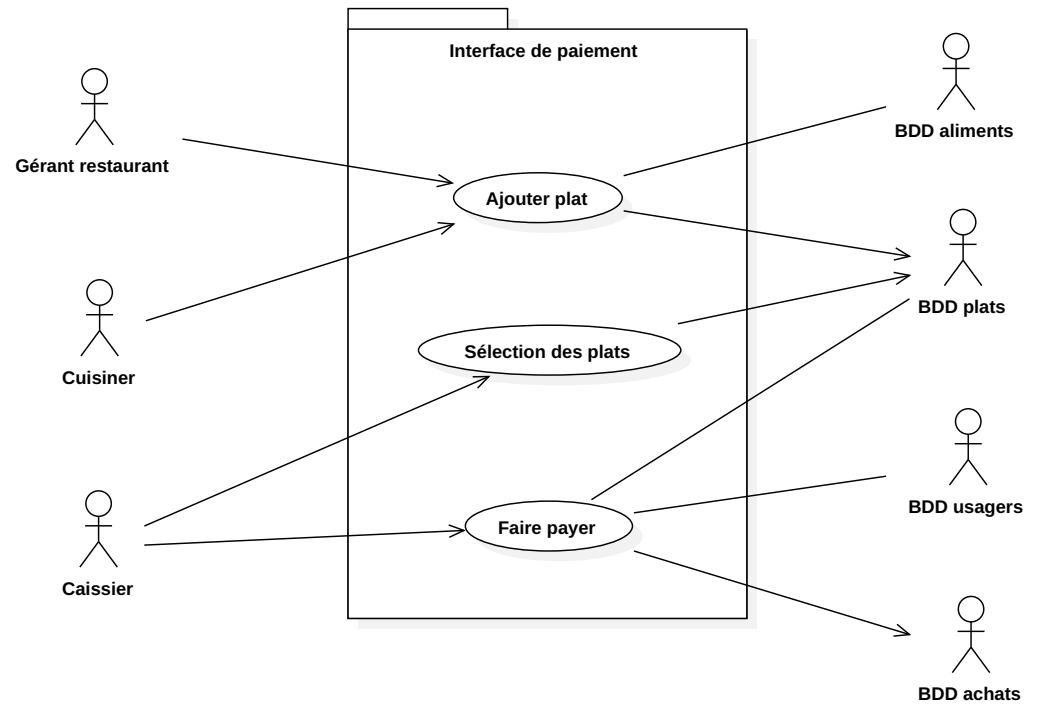 Interface de paiement
Gérant restaurant
Cuisiner
Caissier
Ajouter plat
Sélection des plats
Faire payer
BDD aliments
BDD plats
BDD usagers
BDD achats